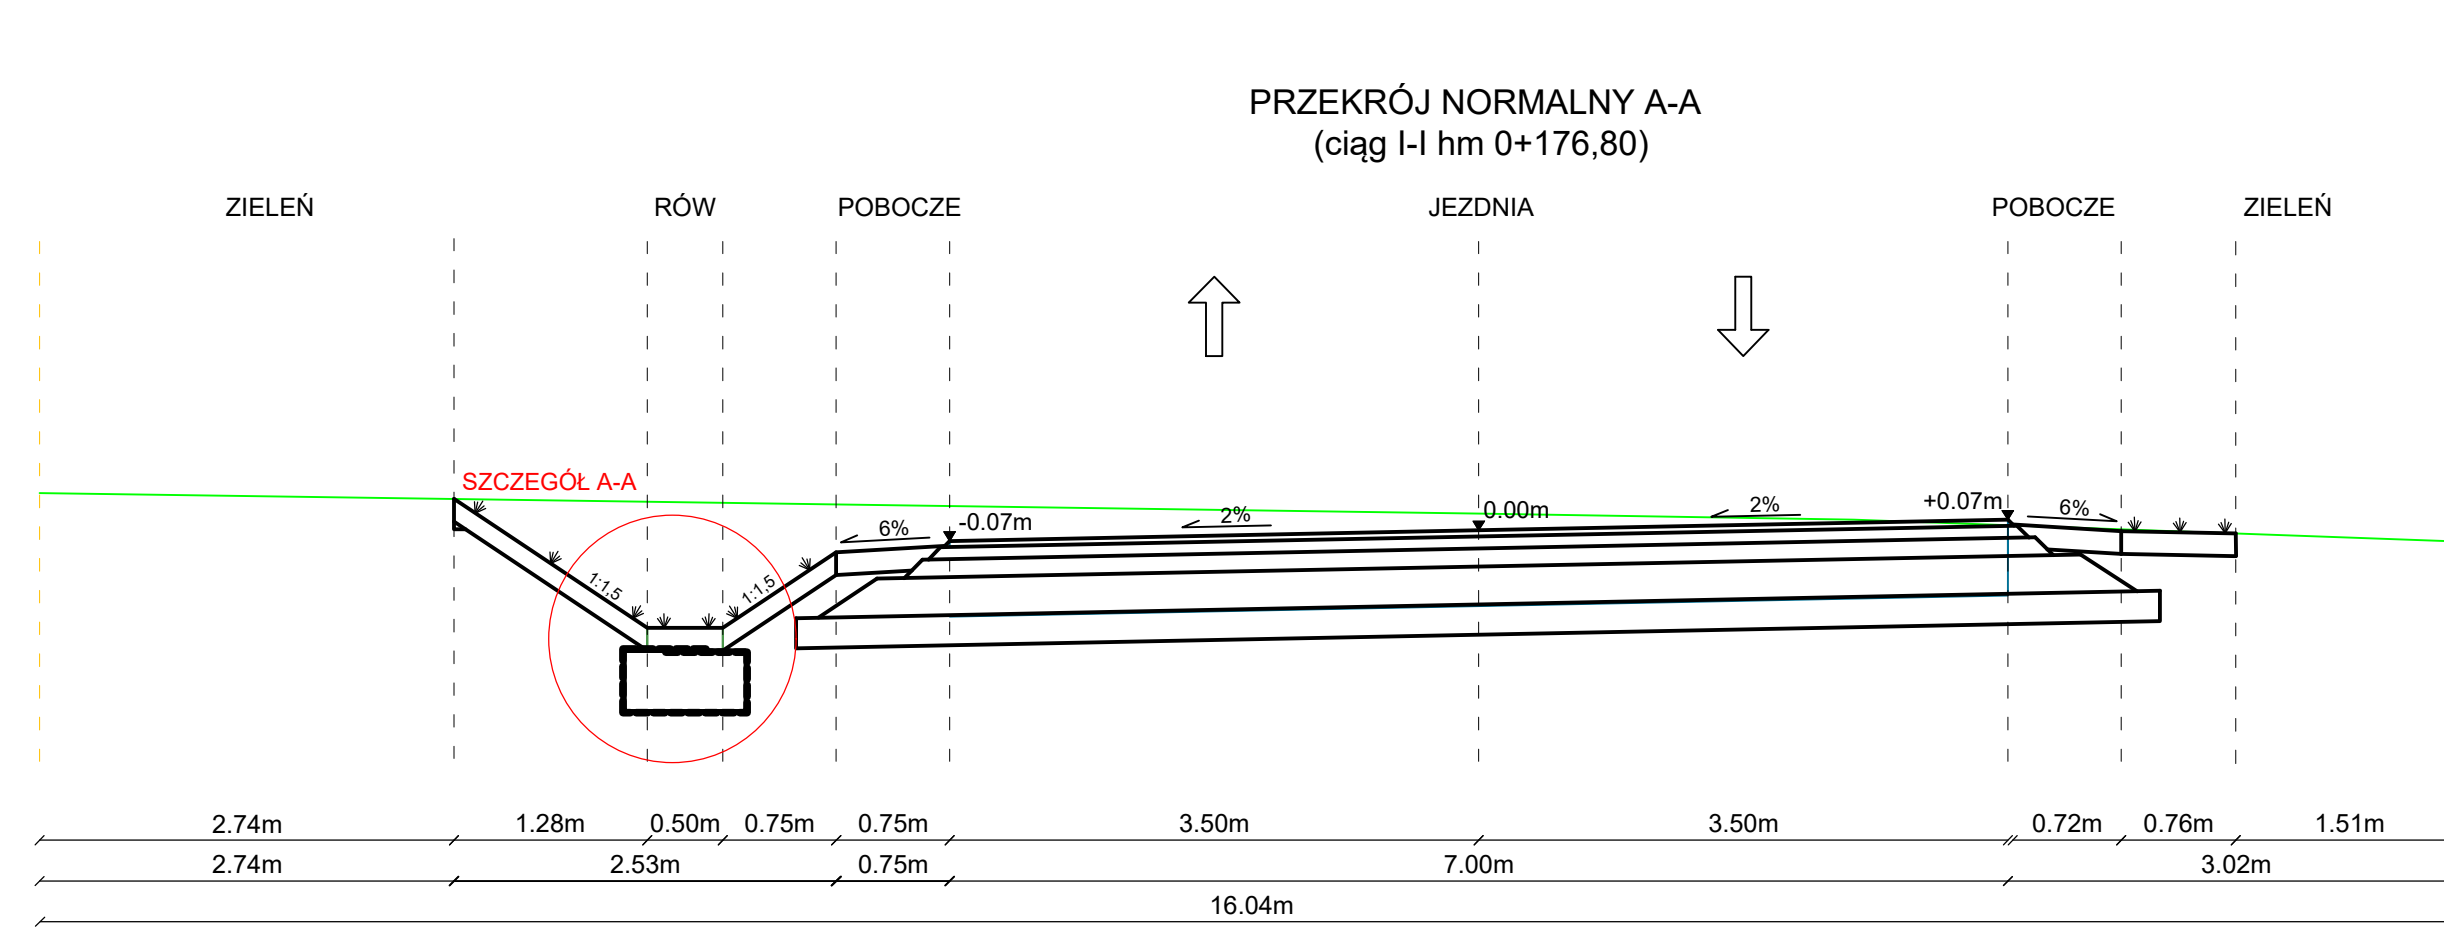 PRZEKRÓJ NORMALNY A-A
(ciąg I-I hm 0+176,80)
ZIELEŃ RÓW POBOCZE JEZDNIA POBOCZE ZIELEŃ
SZCZEGÓŁ A-A
6% -0.07m 2% 0.00m 2% +0.07m 6%
1:1,5 1:1,5
2.74m 1.28m 0.50m 0.75m 0.75m 3.50m 3.50m 0.72m 0.76m 1.51m
2.74m 2.53m 0.75m 7.00m 3.02m
16.04m